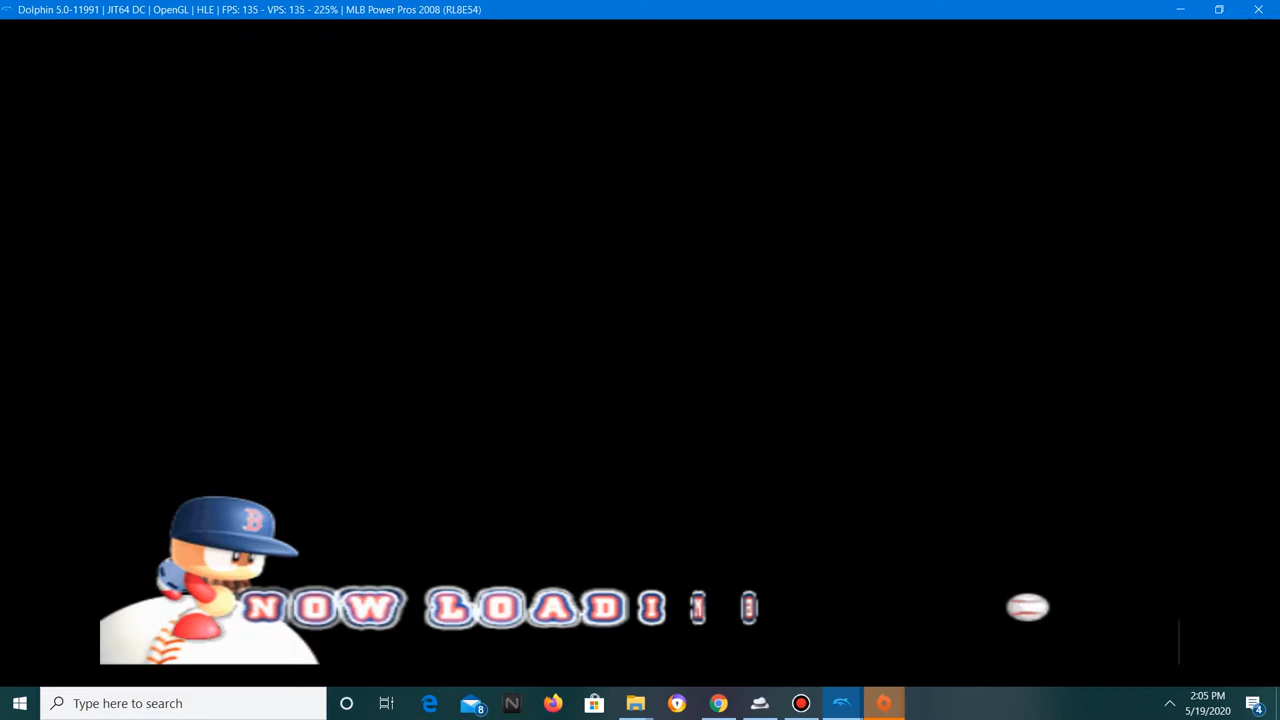 Dolphin 5.0-11991 | JIT64 DC | OpenGL | HLE | FPS: 135 - VPS: 135 - 225% | MLB Power Pros 2008 (RL8E54)
B
NOW LOADI
Type here to search
8
N
2:05 PM
5/19/2020
4